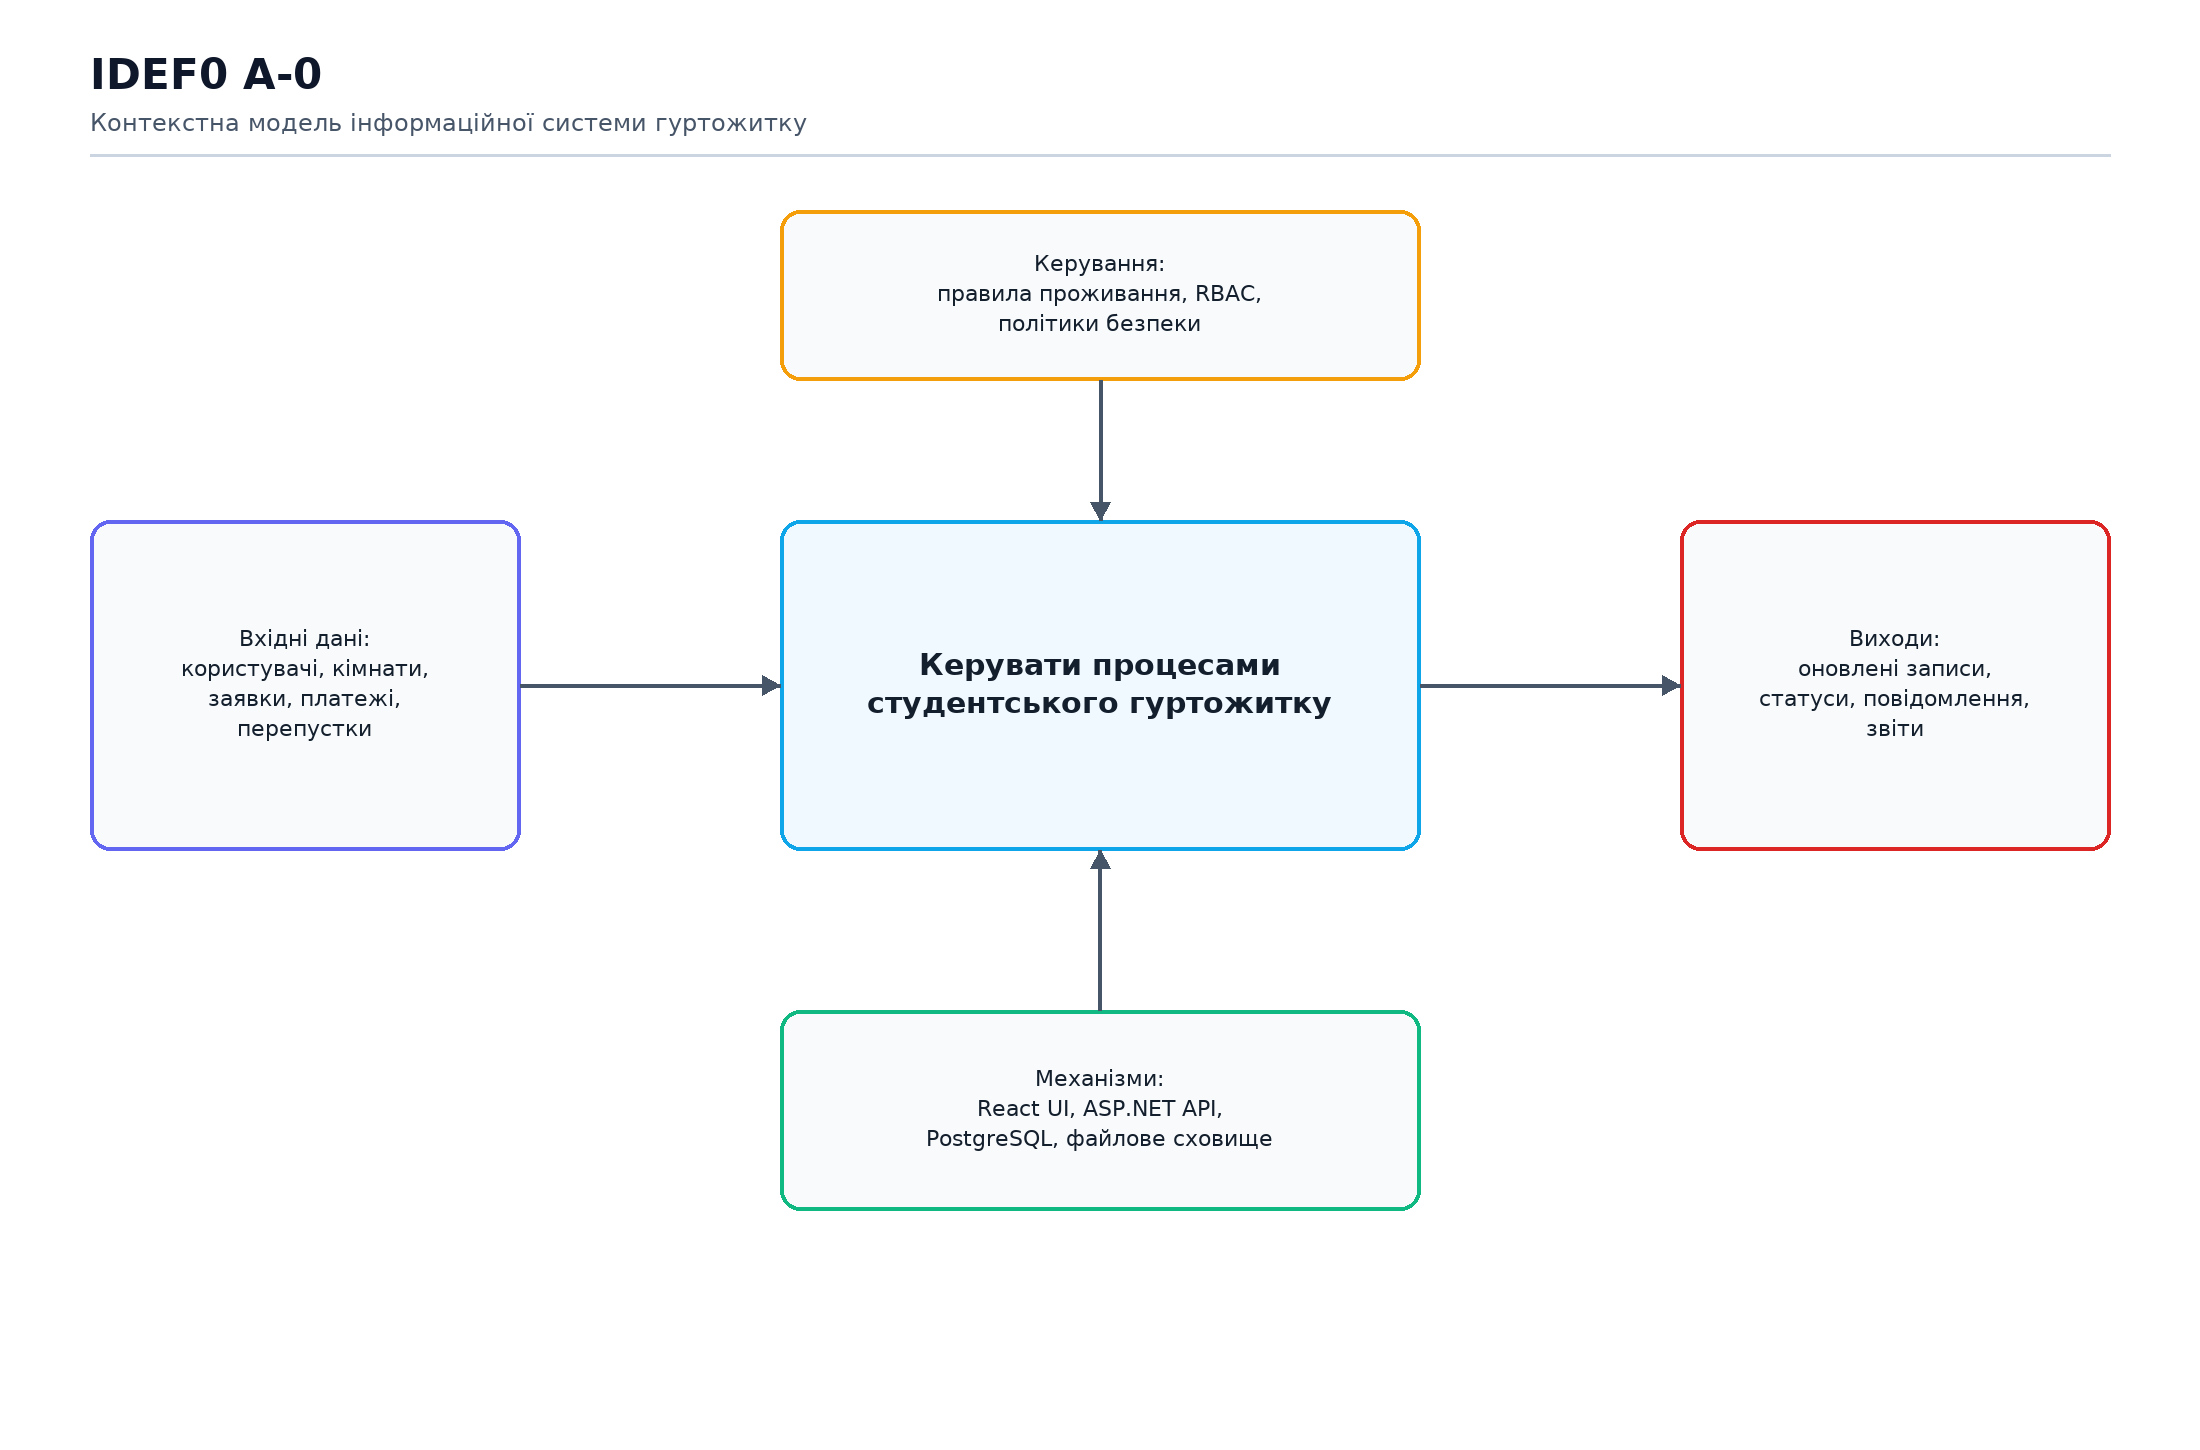 IDEF0 A-0
Контекстна модель інформаційної системи гуртожитку
Керування:
правила проживання, RBAC,
політики безпеки
Вхідні дані:
користувачі, кімнати,
заявки, платежі,
перепустки
Керувати процесами
студентського гуртожитку
Виходи:
оновлені записи,
статуси, повідомлення,
звіти
Механізми:
React UI, ASP.NET API,
PostgreSQL, файлове сховище